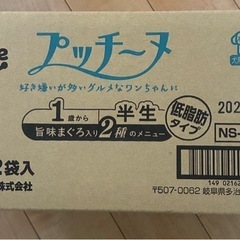 プッチーヌ
好き嫌いが多いグルメなワンちゃんに
1歳から 半生 低脂肪タイプ
旨味まぐろ入り 2種のメニュー
202
NS-
2袋入
株式会社
〒507-0062 岐阜県多治